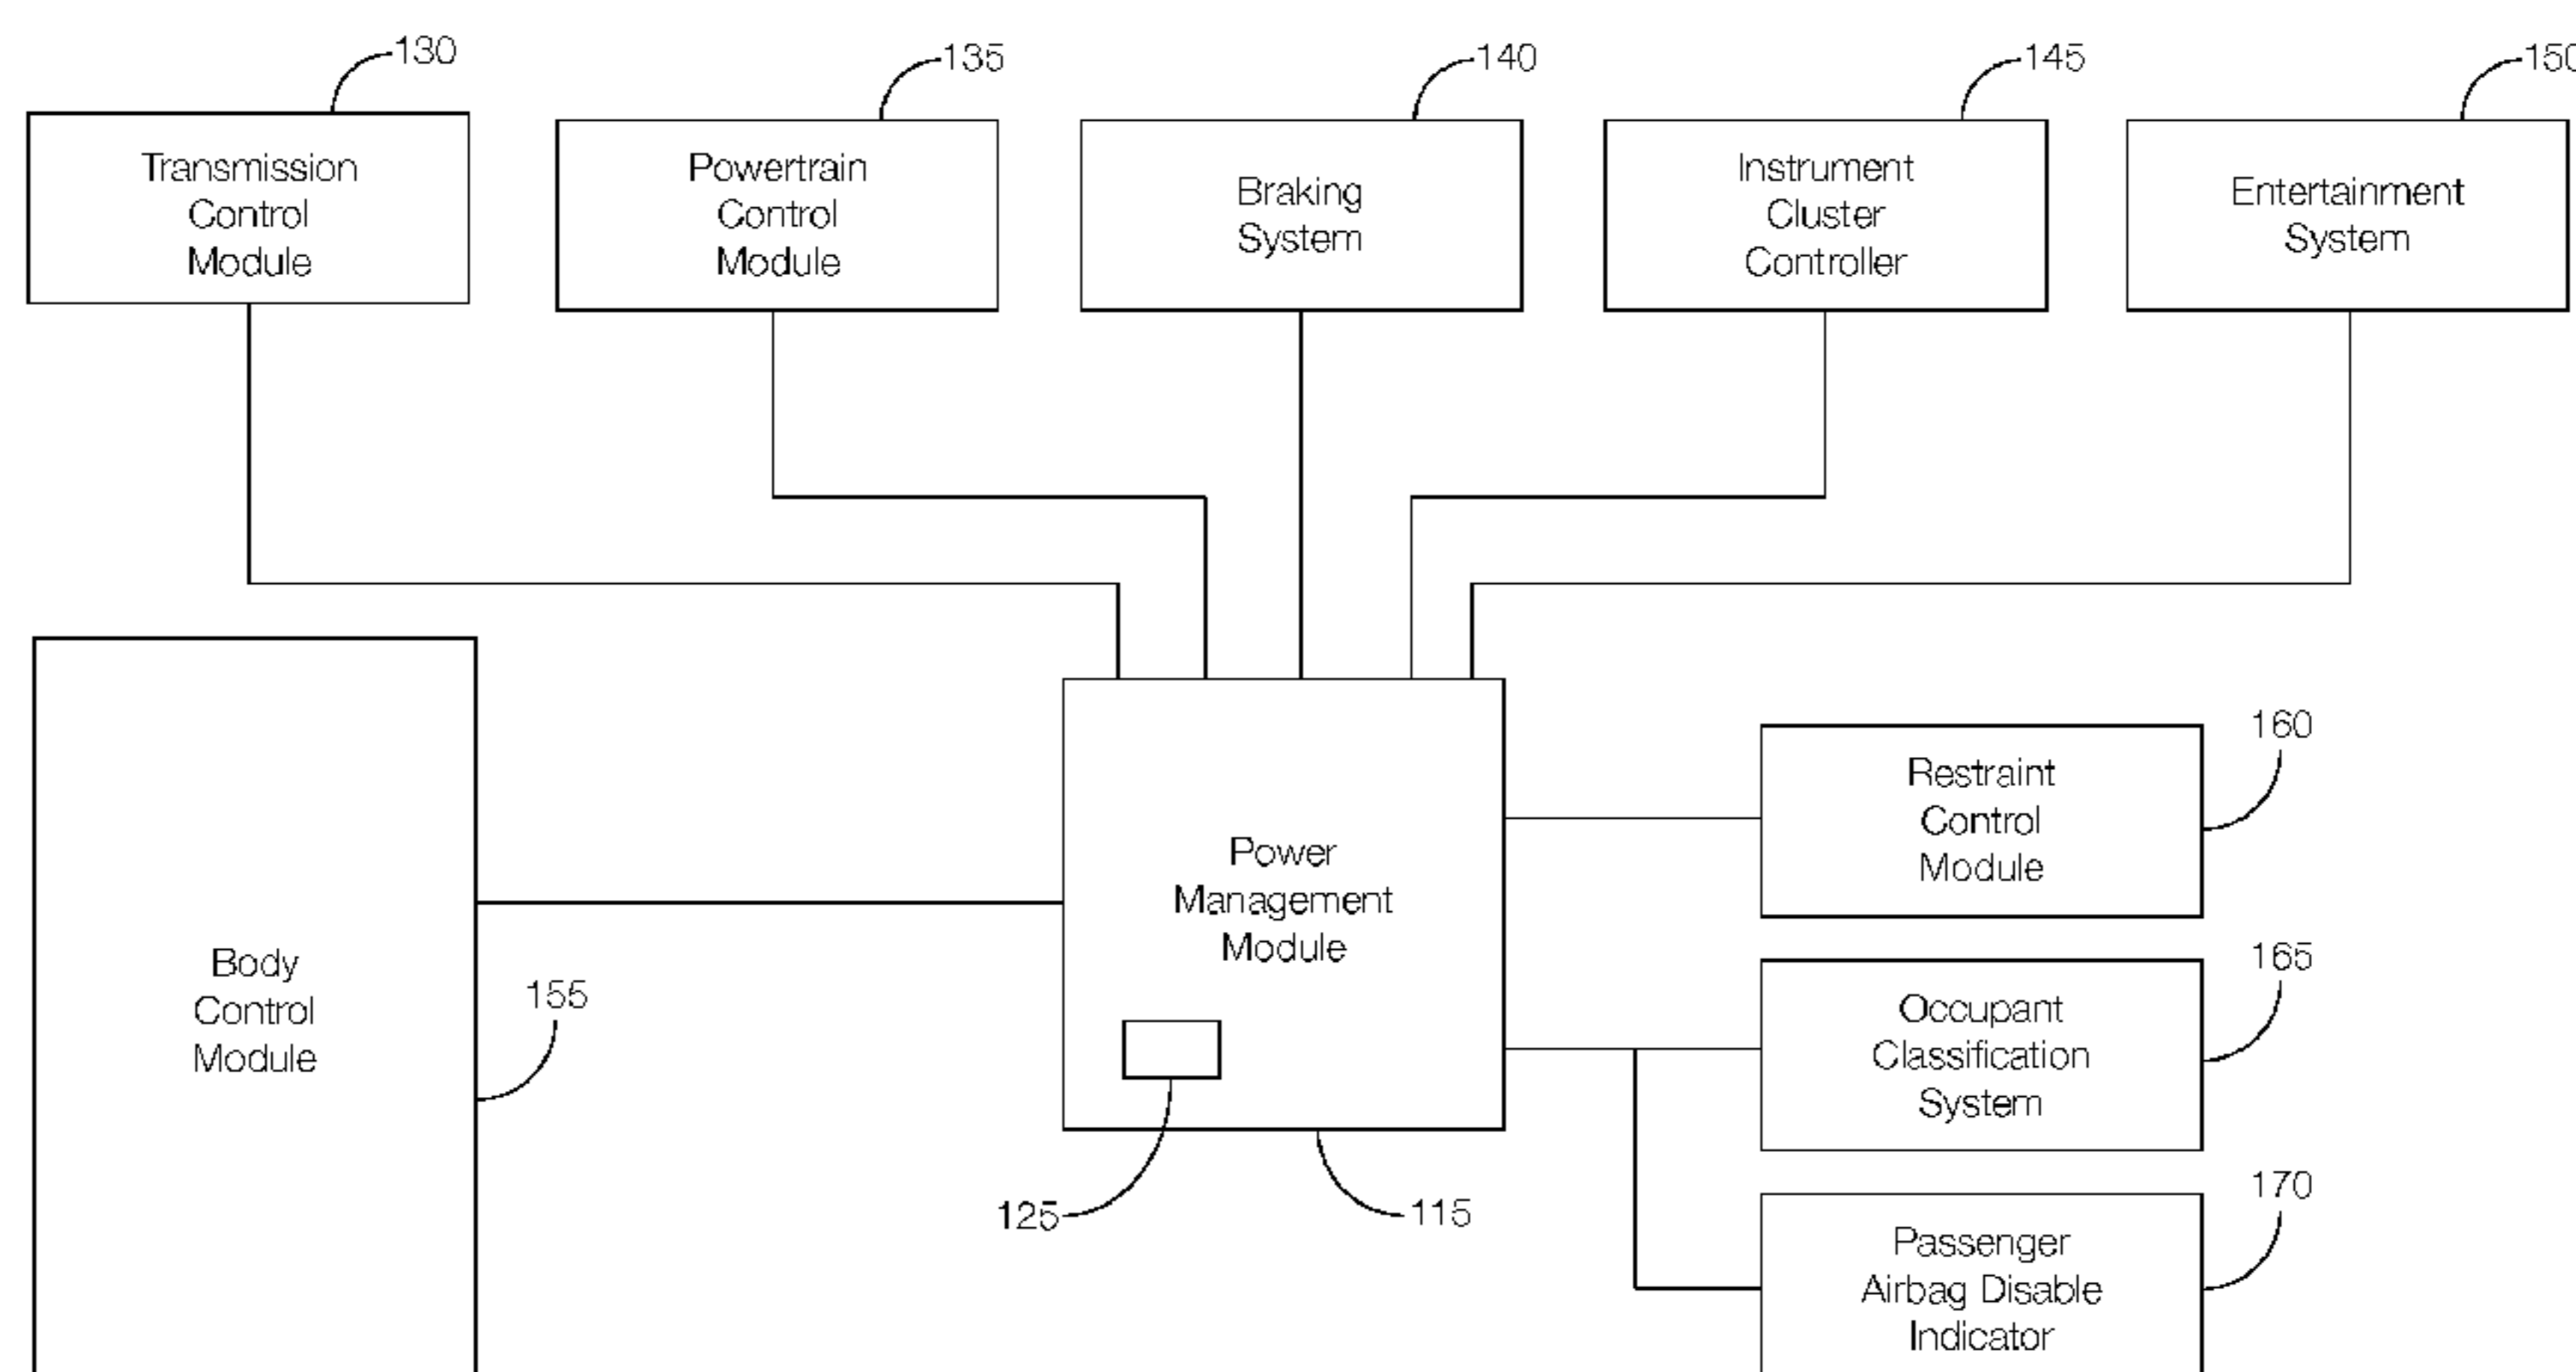 130
135
140
145
150
Transmission
Control
Module
Powertrain
Control
Module
Braking
System
Instrument
Cluster
Controller
Entertainment
System
Body
Control
Module
155
Power
Management
Module
125
115
Restraint
Control
Module
160
Occupant
Classification
System
165
Passenger
Airbag Disable
Indicator
170